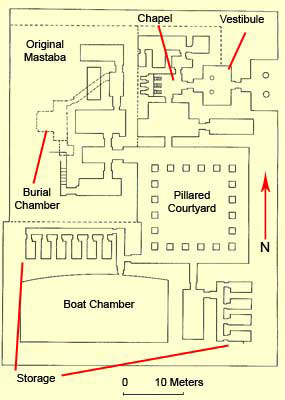 Chapel
Vestibule
Original
Mastaba
Burial
Chamber
Pillared
Courtyard
N
Boat Chamber
Storage
0 10 Meters